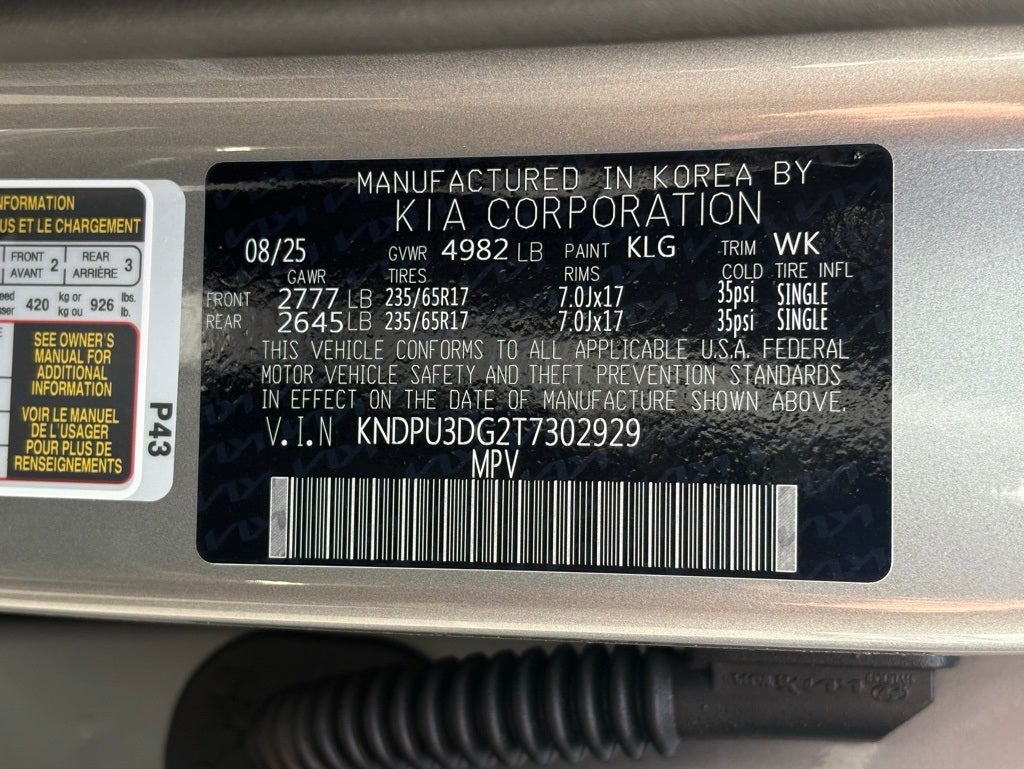 NFORMATION
US ET LE CHARGEMENT
FRONT AVANT 2 REAR ARRIÈRE 3
420 kg or kg ou 926 lbs. lb.
SEE OWNER'S
MANUAL FOR
ADDITIONAL
INFORMATION
VOIR LE MANUEL
DE L'USAGER
POUR PLUS DE
RENSEIGNEMENTS
P43
MANUFACTURED IN KOREA BY
KIA CORPORATION
08/25 GVWR 4982 LB PAINT KLG TRIM WK
GAWR TIRES RIMS COLD TIRE INFL
FRONT 2777 LB 235/65R17 7.0Jx17 35psi SINGLE
REAR 2645 LB 235/65R17 7.0Jx17 35psi SINGLE
THIS VEHICLE CONFORMS TO ALL APPLICABLE U.S.A. FEDERAL
MOTOR VEHICLE SAFETY AND THEFT PREVENTION STANDARDS
IN EFFECT ON THE DATE OF MANUFACTURE SHOWN ABOVE.
V.I.N KNDPU3DG2T7302929
MPV